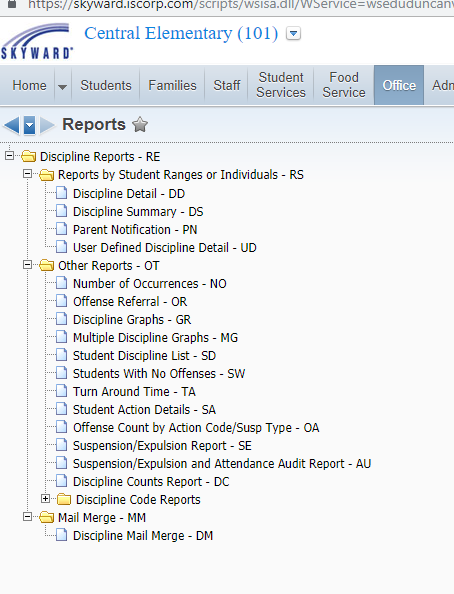 https://skyward.iscorp.com/scripts/wsisa.dll/WService=wseduduncanv
SKYWARD
Central Elementary (101)
Home Students Families Staff Student Services Food Service Office Adm
Reports
Discipline Reports - RE
Reports by Student Ranges or Individuals - RS
Discipline Detail - DD
Discipline Summary - DS
Parent Notification - PN
User Defined Discipline Detail - UD
Other Reports - OT
Number of Occurrences - NO
Offense Referral - OR
Discipline Graphs - GR
Multiple Discipline Graphs - MG
Student Discipline List - SD
Students With No Offenses - SW
Turn Around Time - TA
Student Action Details - SA
Offense Count by Action Code/Susp Type - OA
Suspension/Expulsion Report - SE
Suspension/Expulsion and Attendance Audit Report - AU
Discipline Counts Report - DC
Discipline Code Reports
Mail Merge - MM
Discipline Mail Merge - DM